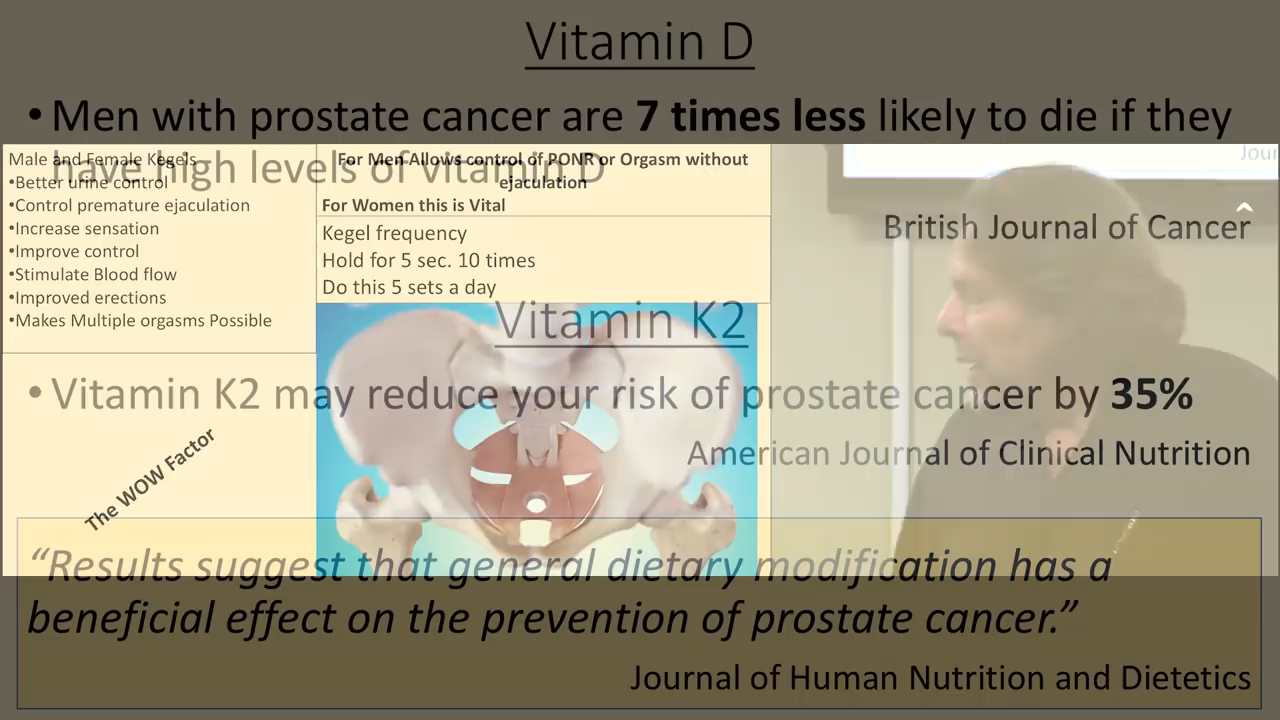 Vitamin D
•Men with prostate cancer are 7 times less likely to die if they
have high levels of vitamin D
British Journal of Cancer
Vitamin K2
•Vitamin K2 may reduce your risk of prostate cancer by 35%
American Journal of Clinical Nutrition
“Results suggest that general dietary modification has a
beneficial effect on the prevention of prostate cancer.”
Journal of Human Nutrition and Dietetics
Male and Female Kegels
•Better urine control
•Control premature ejaculation
•Increase sensation
•Improve control
•Stimulate Blood flow
•Improved erections
•Makes Multiple orgasms Possible
The WOW Factor
For Men Allows control of PONR or Orgasm without
ejaculation
For Women this is Vital
Kegel frequency
Hold for 5 sec. 10 times
Do this 5 sets a day